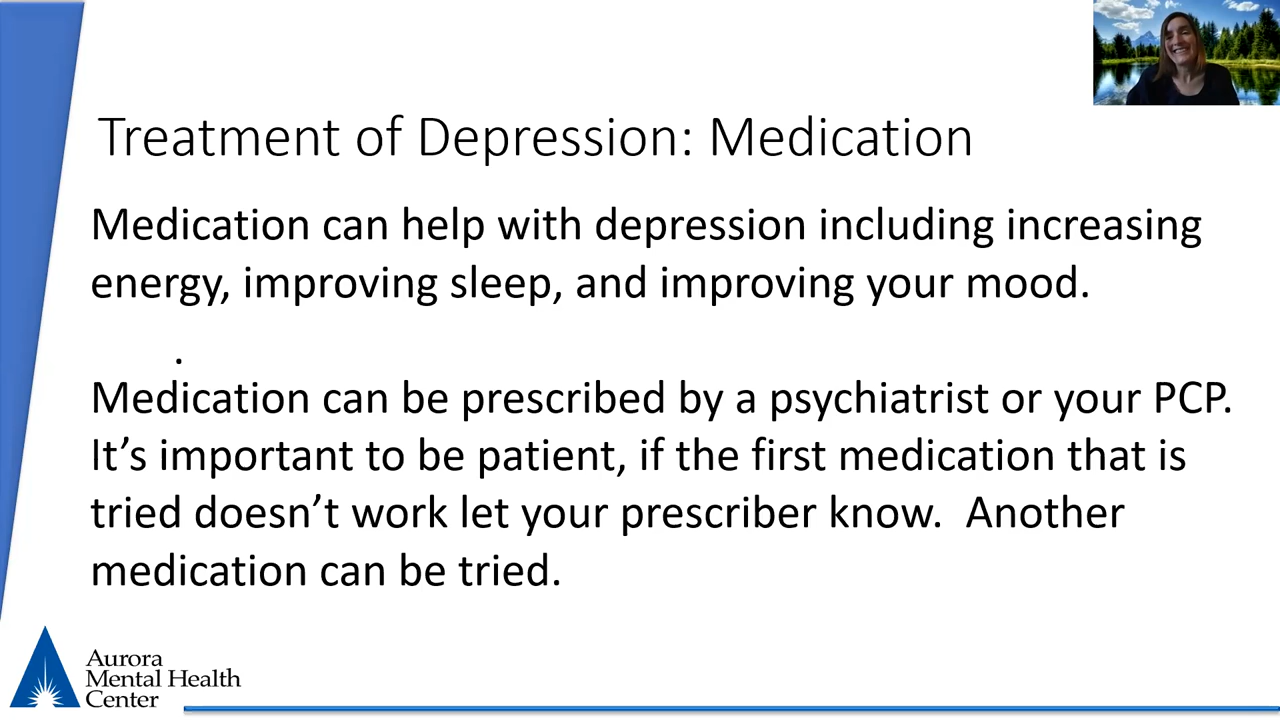 Treatment of Depression: Medication
Medication can help with depression including increasing
energy, improving sleep, and improving your mood.
.
Medication can be prescribed by a psychiatrist or your PCP.
It’s important to be patient, if the first medication that is
tried doesn’t work let your prescriber know.  Another
medication can be tried.
Aurora
Mental Health
Center